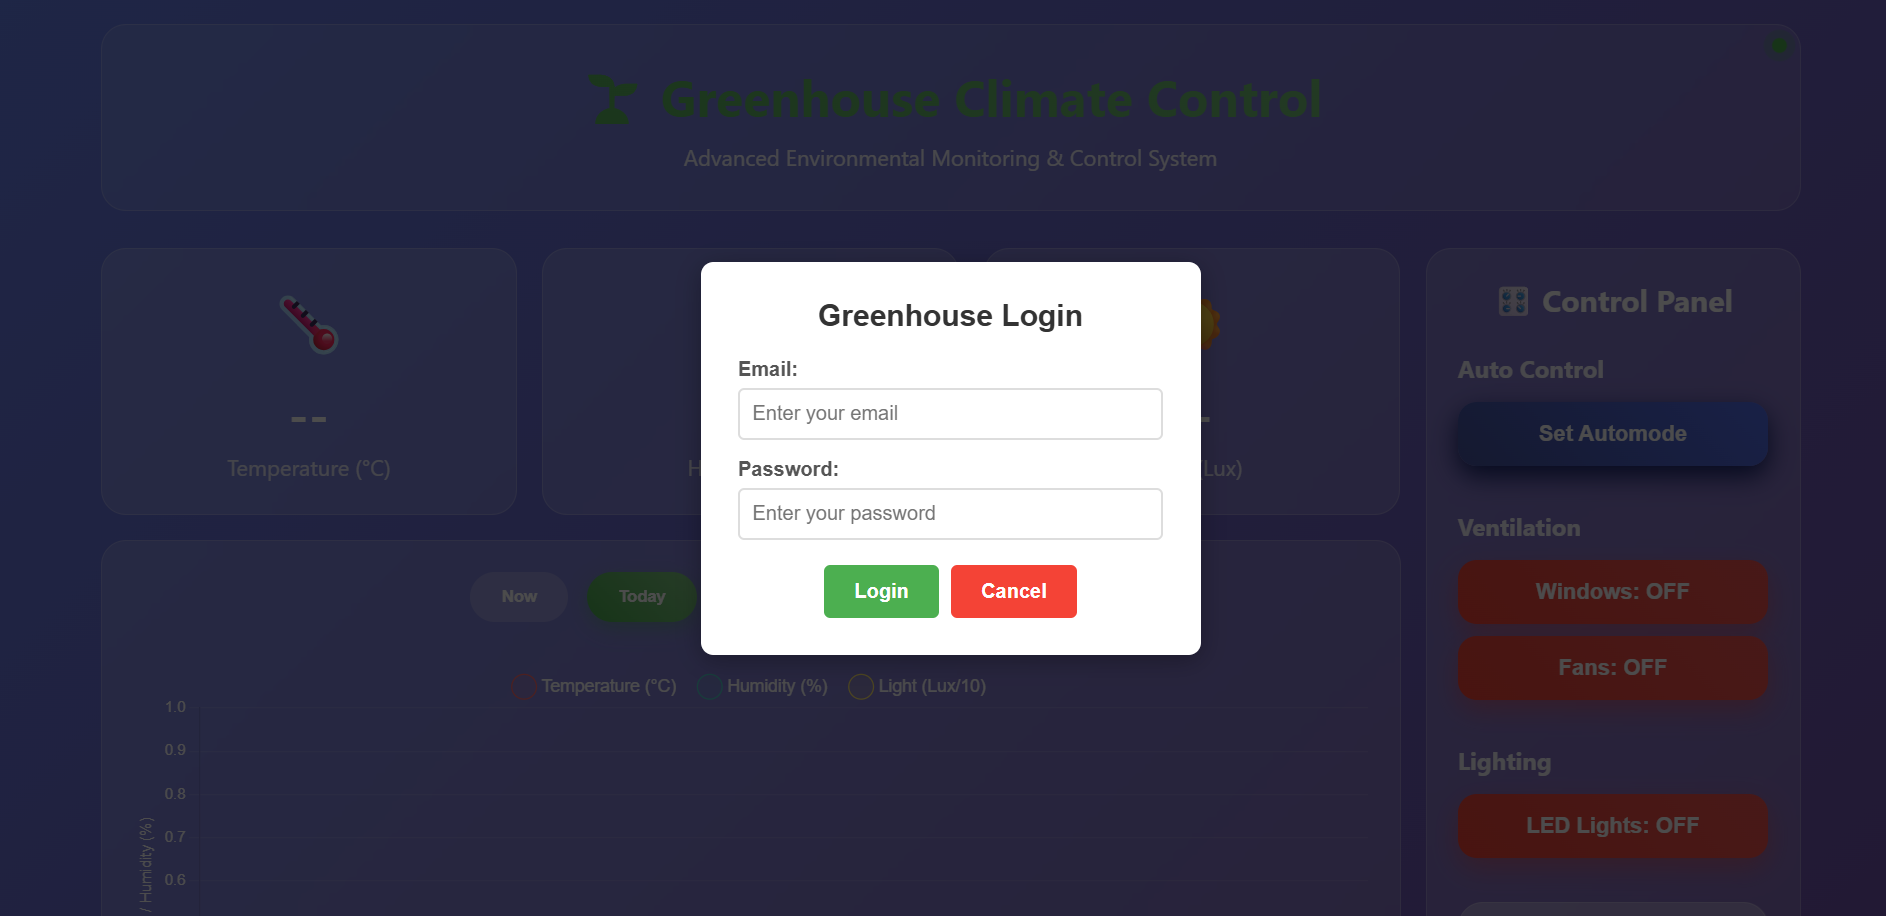 Greenhouse Climate Control
Advanced Environmental Monitoring & Control System
--
Temperature (°C)
H
-
(Lux)
Greenhouse Login
Email:
Enter your email
Password:
Enter your password
Login
Cancel
Now
Today
Temperature (°C)
Humidity (%)
Light (Lux/10)
1.0
0.9
0.8
0.7
0.6
/ Humidity (%)
Control Panel
Auto Control
Set Automode
Ventilation
Windows: OFF
Fans: OFF
Lighting
LED Lights: OFF